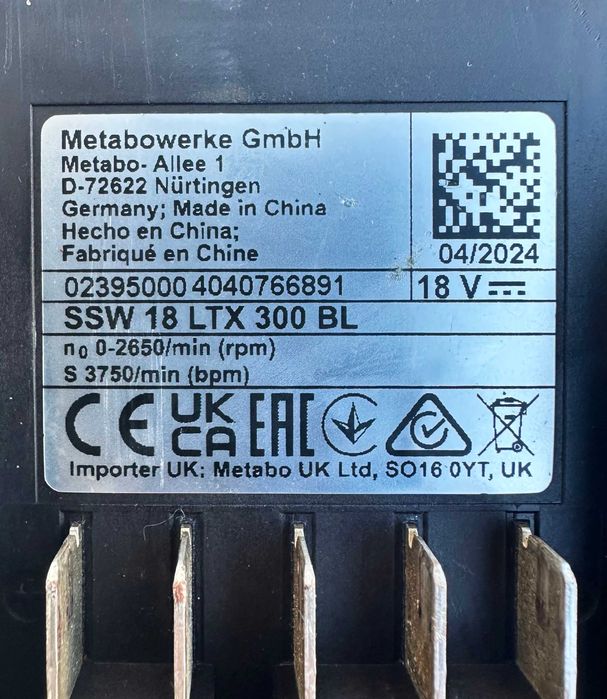 Metabowerke GmbH
Metabo- Allee 1
D-72622 Nürtingen
Germany; Made in China
Hecho en China;
Fabriqué en Chine
04/2024
02395000 4040766891
18 V
SSW 18 LTX 300 BL
n0 0-2650/min (rpm)
S 3750/min (bpm)
CE UK CA EAC
Importer UK: Metabo UK Ltd, SO16 0YT, UK